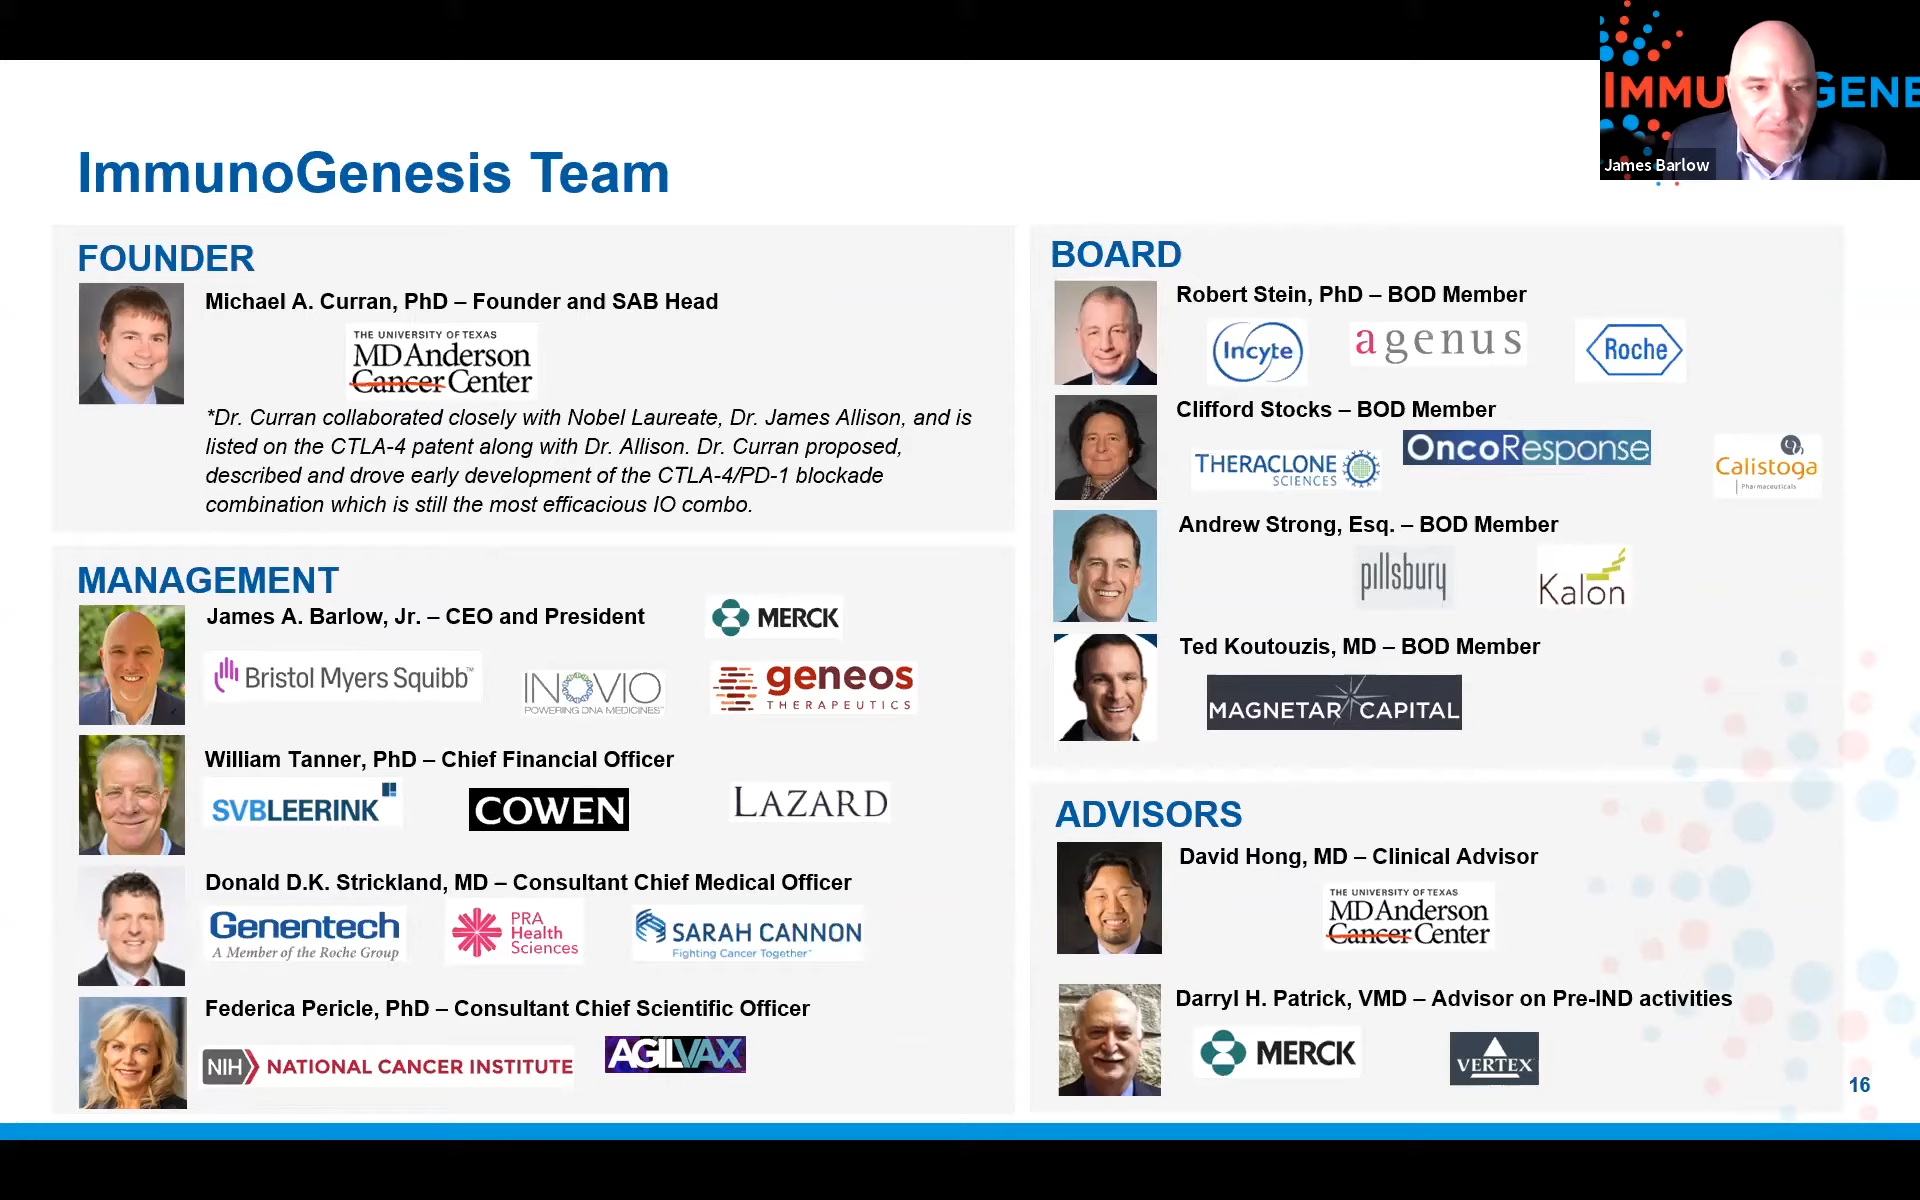 IMMU GENE
James Barlow
ImmunoGenesis Team
FOUNDER
Michael A. Curran, PhD – Founder and SAB Head
THE UNIVERSITY OF TEXAS
MD Anderson
Cancer Center
*Dr. Curran collaborated closely with Nobel Laureate, Dr. James Allison, and is
listed on the CTLA-4 patent along with Dr. Allison. Dr. Curran proposed,
described and drove early development of the CTLA-4/PD-1 blockade
combination which is still the most efficacious IO combo.
MANAGEMENT
James A. Barlow, Jr. – CEO and President
MERCK
Bristol Myers Squibb™
INOVIO
POWERING DNA MEDICINES™
geneos
THERAPEUTICS
William Tanner, PhD – Chief Financial Officer
SVBLEERINK
COWEN
LAZARD
Donald D.K. Strickland, MD – Consultant Chief Medical Officer
Genentech
A Member of the Roche Group
PRA
Health
Sciences
SARAH CANNON
Fighting Cancer Together™
Federica Pericle, PhD – Consultant Chief Scientific Officer
NIH NATIONAL CANCER INSTITUTE
AGILVAX
BOARD
Robert Stein, PhD – BOD Member
Incyte
agenus
Roche
Clifford Stocks – BOD Member
THERACLONE
SCIENCES
OncoResponse
Calistoga
Pharmaceuticals
Andrew Strong, Esq. – BOD Member
pillsbury
Kalon
Ted Koutouzis, MD – BOD Member
MAGNETAR CAPITAL
ADVISORS
David Hong, MD – Clinical Advisor
THE UNIVERSITY OF TEXAS
MD Anderson
Cancer Center
Darryl H. Patrick, VMD – Advisor on Pre-IND activities
MERCK
VERTEX
16